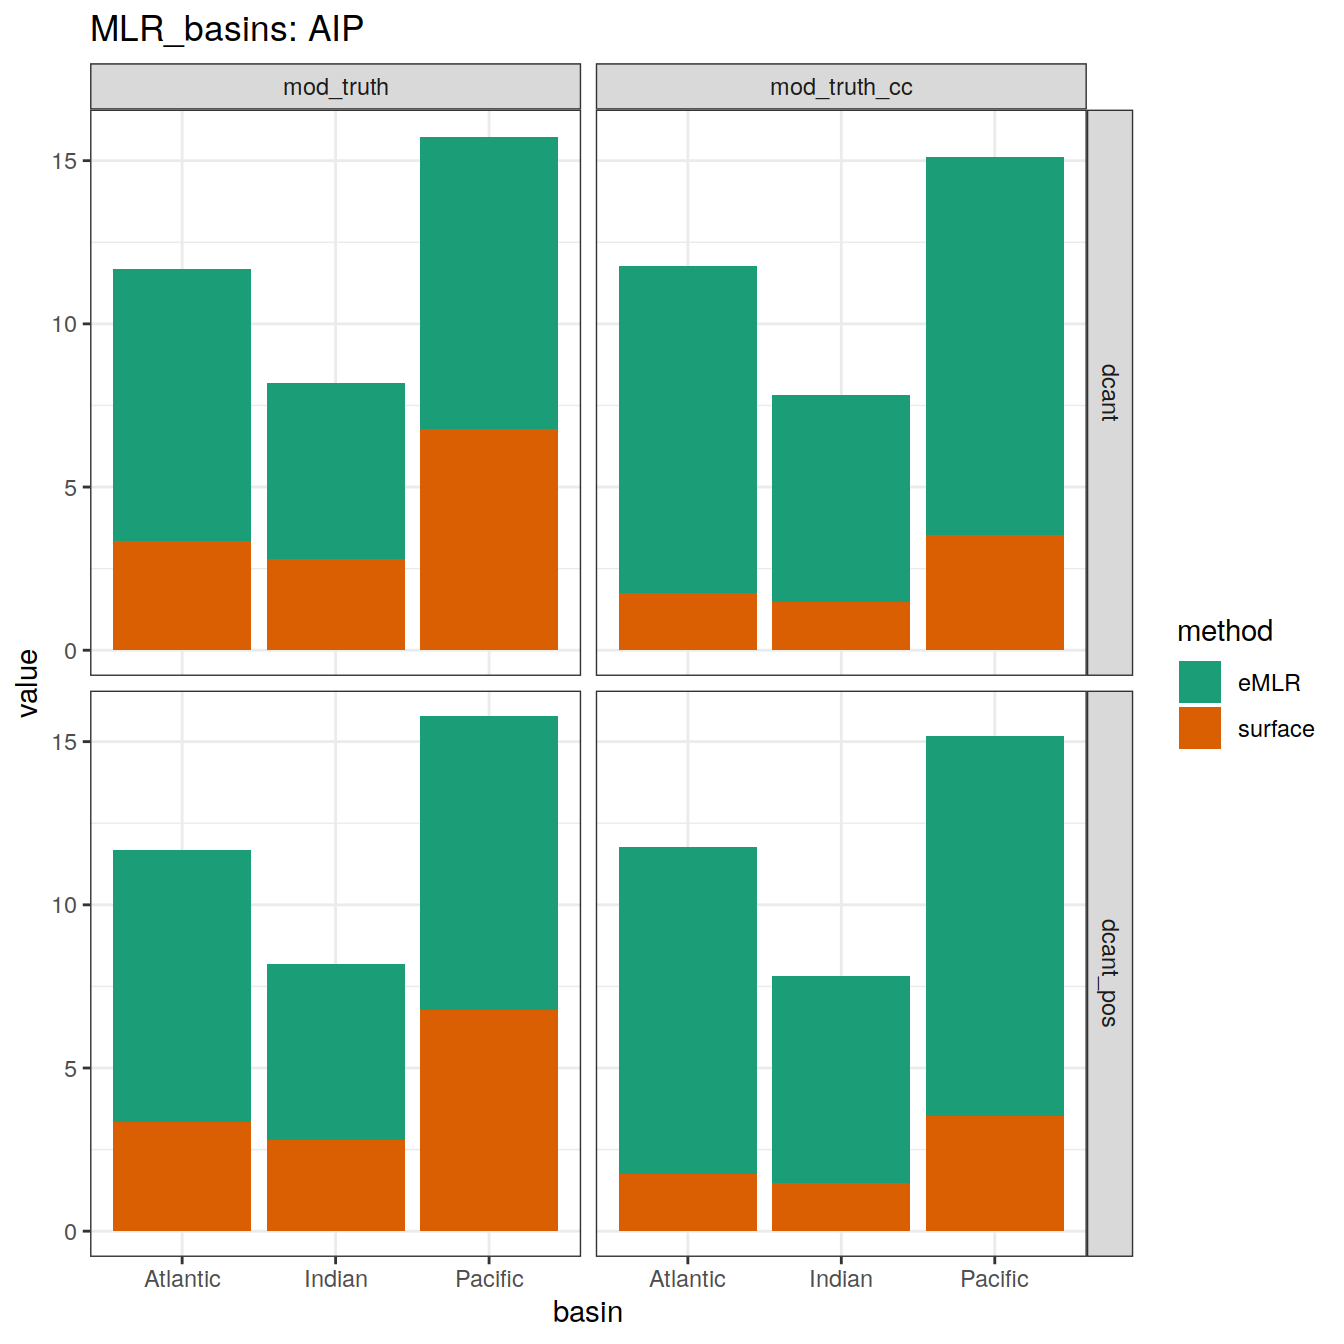 MLR_basins: AIP
mod_truth
mod_truth_cc
15
10
5
0
dcant
15
10
5
0
dcant_pos
value
Atlantic
Indian
Pacific
Atlantic
Indian
Pacific
basin
method
eMLR
surface